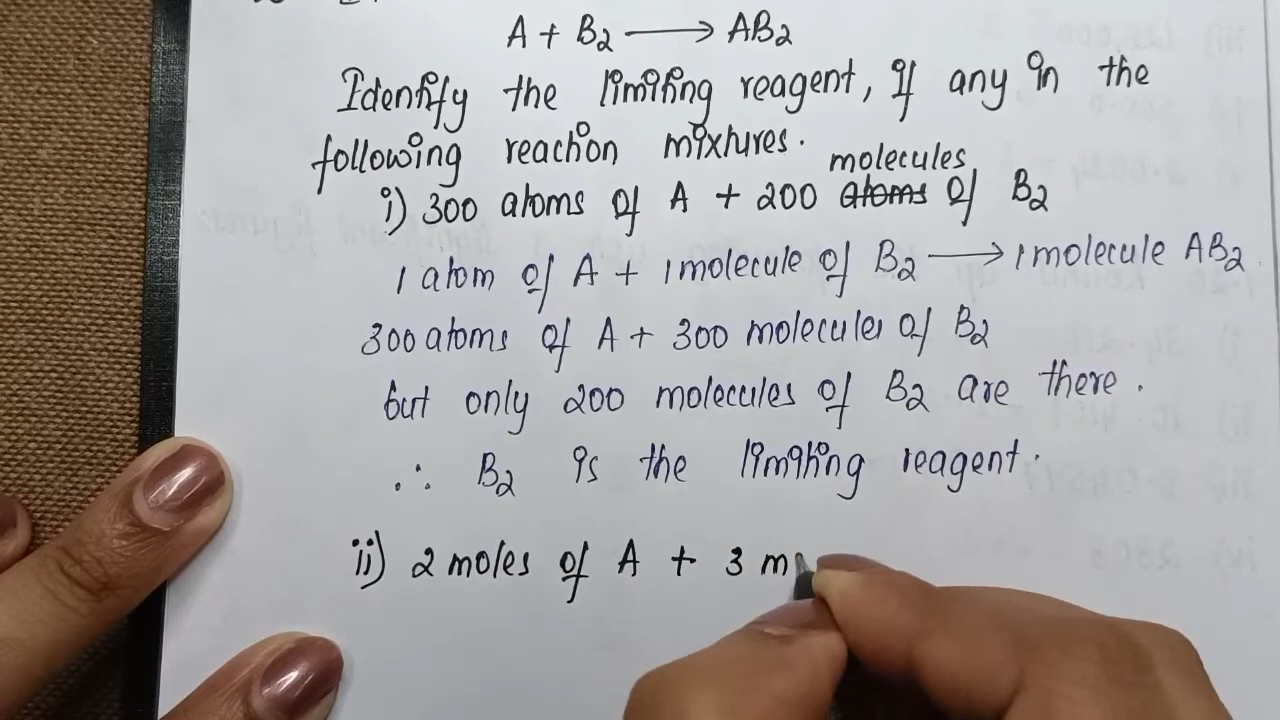 A + B₂ ⟶ AB₂
Identify the limiting reagent, if any in the
following reaction mixtures.
molecules
i) 300 atoms of A + 200 atoms of B₂
1 atom of A + 1 molecule of B₂ ⟶ 1 molecule AB₂
300 atoms of A + 300 molecules of B₂
but only 200 molecules of B₂ are there.
∴ B₂ is the limiting reagent.
ii) 2 moles of A + 3 m